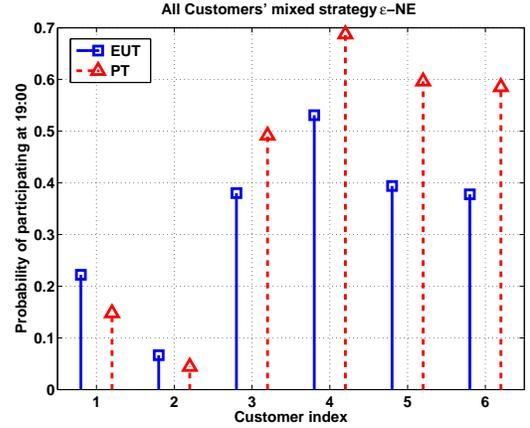 All Customers' mixed strategy ε-NE
EUT
PT
Probability of participating at 19:00
0.7
0.6
0.5
0.4
0.3
0.2
0.1
0
1 2 3 4 5 6
Customer index